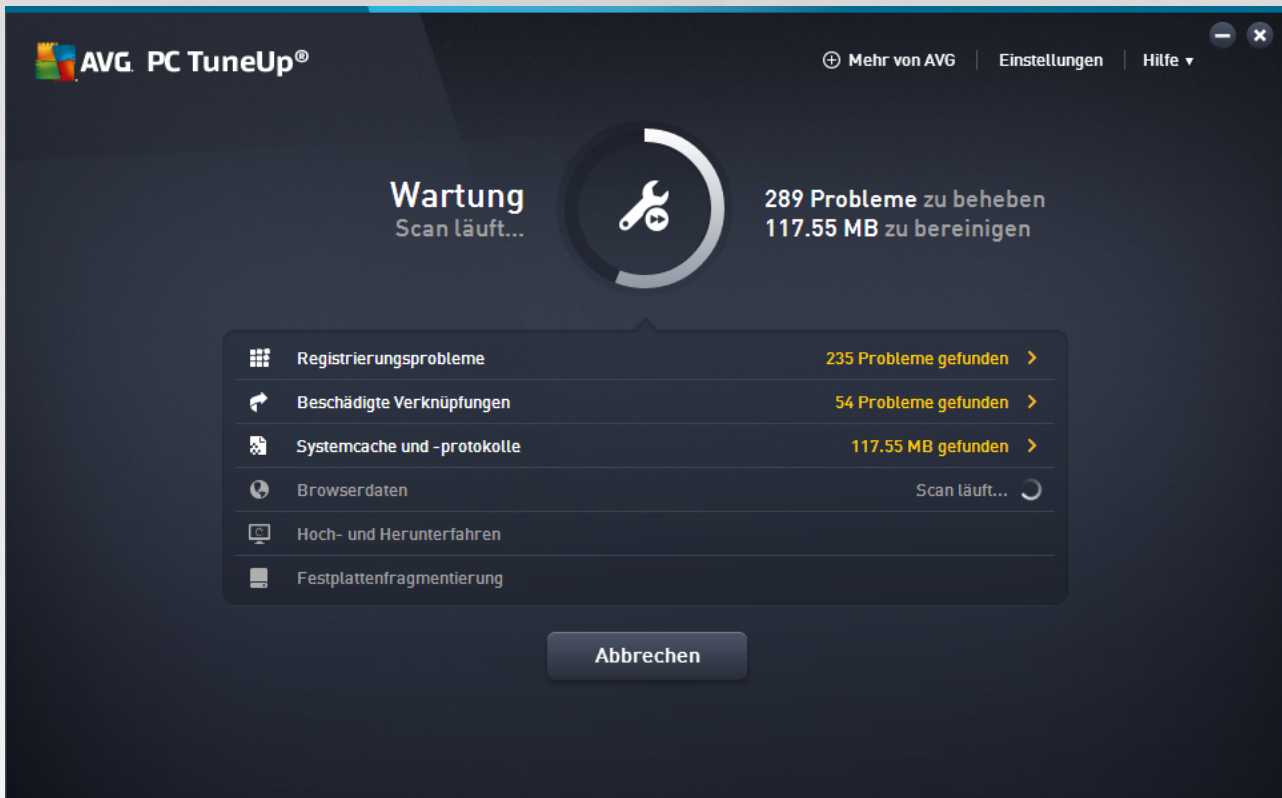 AVG. PC TuneUp®
Mehr von AVG
Einstellungen
Hilfe
Wartung
Scan läuft...
289 Probleme zu beheben
117.55 MB zu bereinigen
Registrierungsprobleme
235 Probleme gefunden
Beschädigte Verknüpfungen
54 Probleme gefunden
Systemcache und -protokolle
117.55 MB gefunden
Browserdaten
Scan läuft...
Hoch- und Herunterfahren
Festplattenfragmentierung
Abbrechen